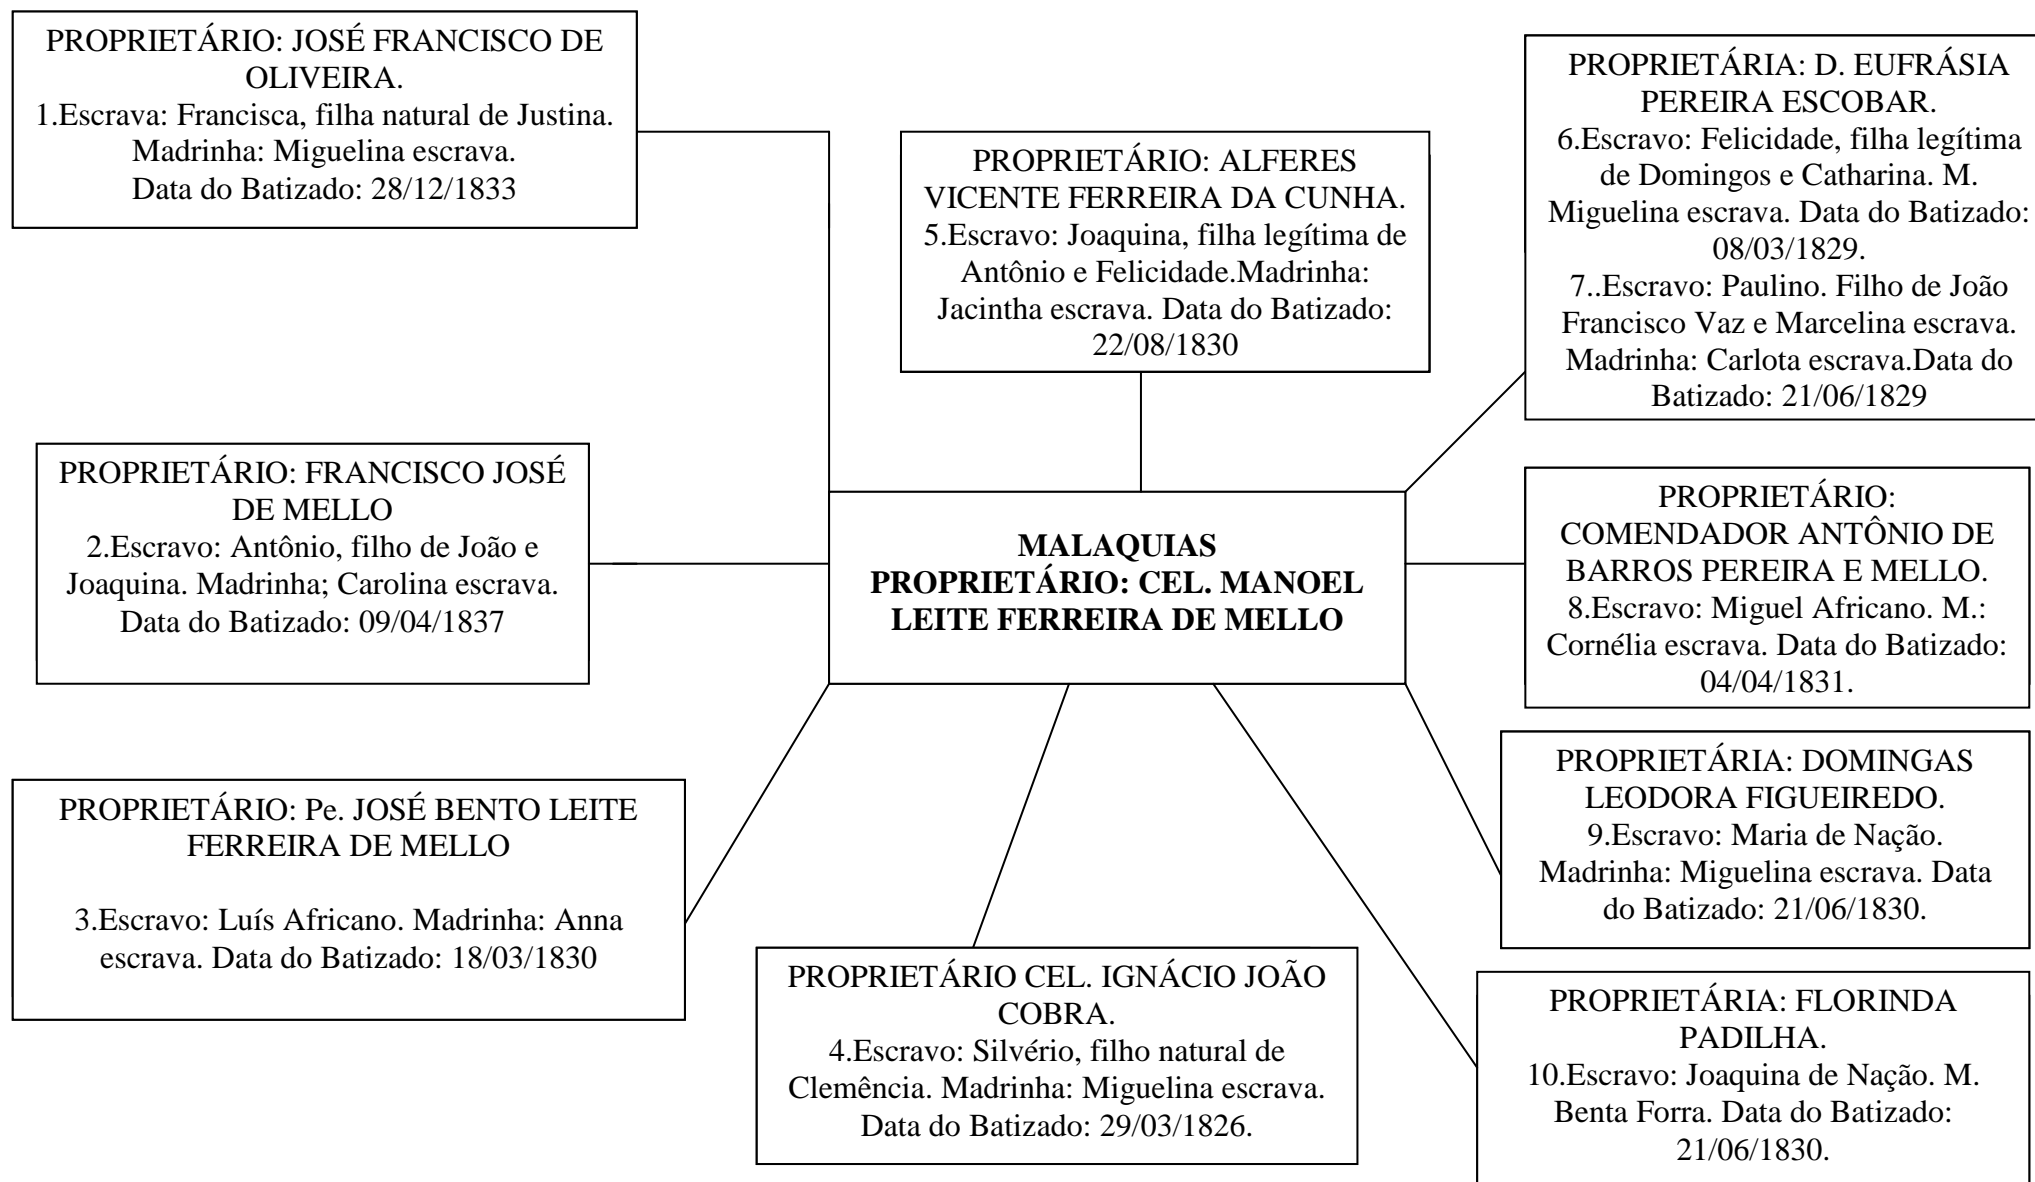 PROPRIETÁRIO: JOSÉ FRANCISCO DE
OLIVEIRA.
1.Escrava: Francisca, filha natural de Justina.
Madrinha: Miguelina escrava.
Data do Batizado: 28/12/1833
PROPRIETÁRIO: FRANCISCO JOSÉ
DE MELLO
2.Escravo: Antônio, filho de João e
Joaquina. Madrinha; Carolina escrava.
Data do Batizado: 09/04/1837
PROPRIETÁRIO: Pe. JOSÉ BENTO LEITE
FERREIRA DE MELLO
3.Escravo: Luís Africano. Madrinha: Anna
escrava. Data do Batizado: 18/03/1830
PROPRIETÁRIO CEL. IGNÁCIO JOÃO
COBRA.
4.Escravo: Silvério, filho natural de
Clemência. Madrinha: Miguelina escrava.
Data do Batizado: 29/03/1826.
PROPRIETÁRIO: ALFERES
VICENTE FERREIRA DA CUNHA.
5.Escravo: Joaquina, filha legítima de
Antônio e Felicidade.Madrinha:
Jacintha escrava. Data do Batizado:
22/08/1830
MALAQUIAS
PROPRIETÁRIO: CEL. MANOEL
LEITE FERREIRA DE MELLO
PROPRIETÁRIA: D. EUFRÁSIA
PEREIRA ESCOBAR.
6.Escravo: Felicidade, filha legítima
de Domingos e Catharina. M.
Miguelina escrava. Data do Batizado:
08/03/1829.
7..Escravo: Paulino. Filho de João
Francisco Vaz e Marcelina escrava.
Madrinha: Carlota escrava.Data do
Batizado: 21/06/1829
PROPRIETÁRIO:
COMENDADOR ANTÔNIO DE
BARROS PEREIRA E MELLO.
8.Escravo: Miguel Africano. M.:
Cornélia escrava. Data do Batizado:
04/04/1831.
PROPRIETÁRIA: DOMINGAS
LEODORA FIGUEIREDO.
9.Escravo: Maria de Nação.
Madrinha: Miguelina escrava. Data
do Batizado: 21/06/1830.
PROPRIETÁRIA: FLORINDA
PADILHA.
10.Escravo: Joaquina de Nação. M.
Benta Forra. Data do Batizado:
21/06/1830.